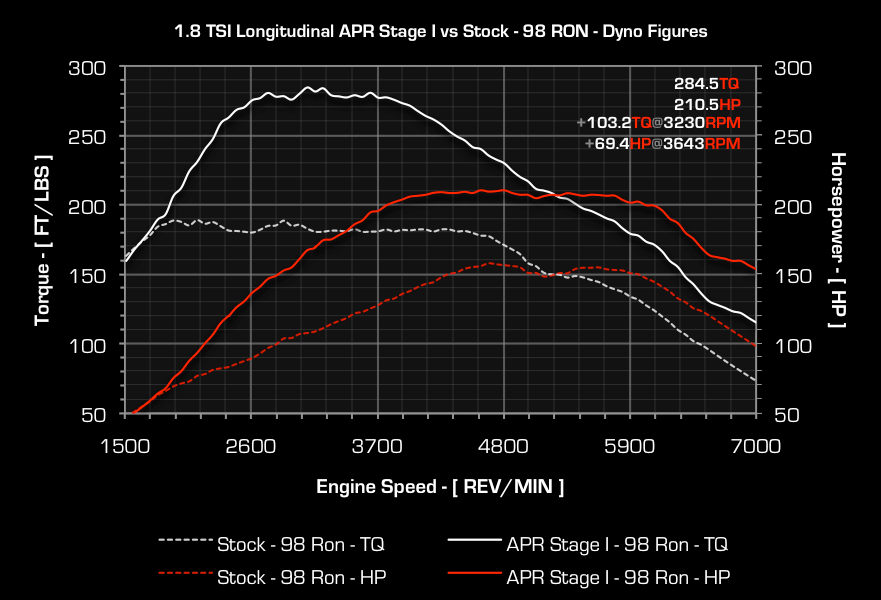 1.8 TSI Longitudinal APR Stage I vs Stock - 98 RON - Dyno Figures
300
300
284.5TQ
210.5HP
+103.2TQ@3230RPM
+69.4HP@3643RPM
250
250
200
200
150
150
100
100
50
50
Torque - [ FT/LBS ]
Horsepower - [ HP ]
1500 2600 3700 4800 5900 7000
Engine Speed - [ REV/MIN ]
Stock - 98 Ron - TQ
APR Stage I - 98 Ron - TQ
Stock - 98 Ron - HP
APR Stage I - 98 Ron - HP